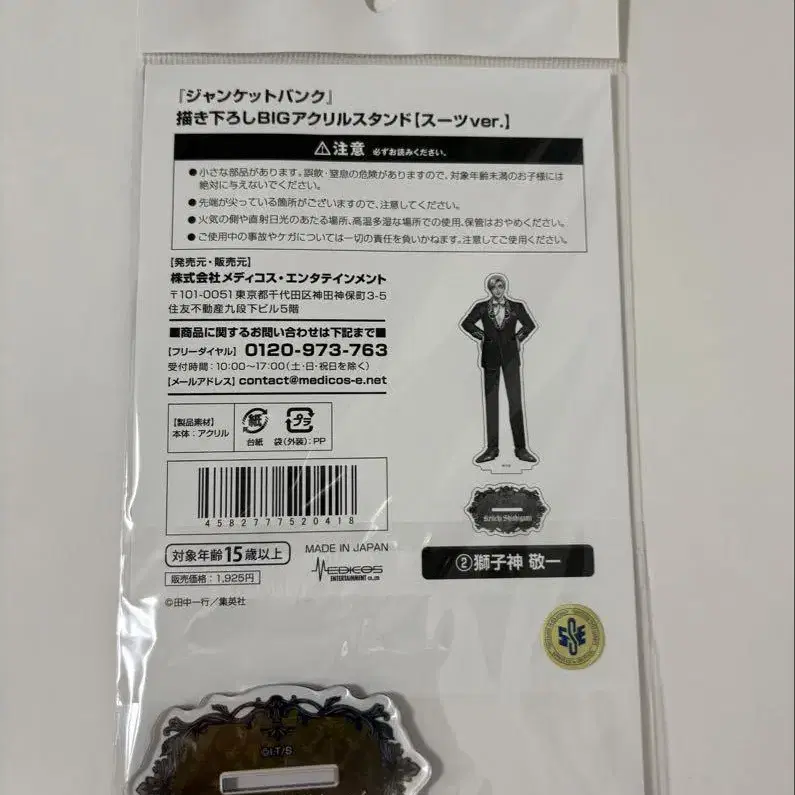 『ジャンケットバンク』
描き下ろしBIGアクリルスタンド【スーツver.】
⚠注意 必ずお読みください。
●小さな部品があります。誤飲・窒息の危険がありますので、対象年齢未満のお子様には
絶対に与えないでください。
●先端が尖っている箇所がございますので、注意してください。
●火気の側や直射日光のあたる場所、高温多湿な場所での使用、保管はおやめください。
●ご使用中の事故やケガについては一切の責任を負いかねます。注意してご使用ください。
【発売元・販売元】
株式会社メディコス・エンタテインメント
〒101-0051 東京都千代田区神田神保町3-5
住友不動産九段下ビル5階
■商品に関するお問い合わせは下記まで■
【フリーダイヤル】 0120-973-763
受付時間:10:00〜17:00(土・日・祝日を除く)
【メールアドレス】 contact@medicos-e.net
【製品素材】
本体:アクリル
紙
台紙
プラ
袋(外装):PP
4582777520418
対象年齢15歳以上
販売価格:1,925円
MADE IN JAPAN
MEDICOS
ENTERTAINMENT CO.,LTD
©田中一行/集英社
Keiichi Shishigami
②獅子神 敬一
SSE
©I.T/S